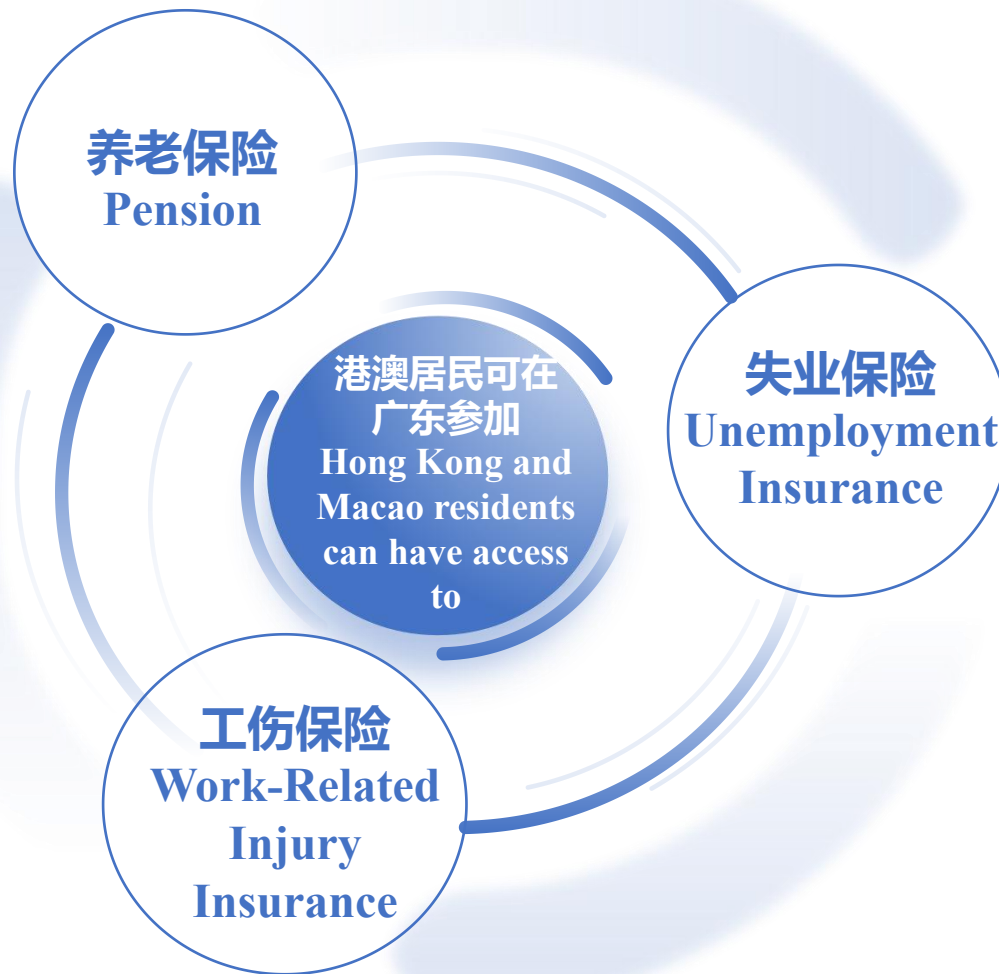 养老保险
Pension
港澳居民可在
广东参加
Hong Kong and
Macao residents
can have access
to
失业保险
Unemployment
Insurance
工伤保险
Work-Related
Injury
Insurance